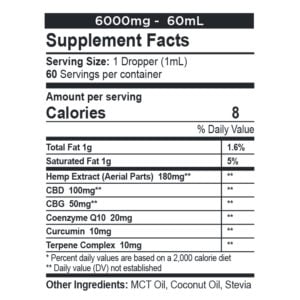 6000mg - 60mL
Supplement Facts
Serving Size: 1 Dropper (1mL)
60 Servings per container
Amount per serving
Calories 8
% Daily Value
Total Fat 1g 1.6%
Saturated Fat 1g 5%
Hemp Extract (Aerial Parts) 180mg** **
CBD 100mg** **
CBG 50mg** **
Coenzyme Q10 20mg **
Curcumin 10mg **
Terpene Complex 10mg **
* Percent daily values are based on a 2,000 calorie diet
** Daily value (DV) not established
Other Ingredients: MCT Oil, Coconut Oil, Stevia